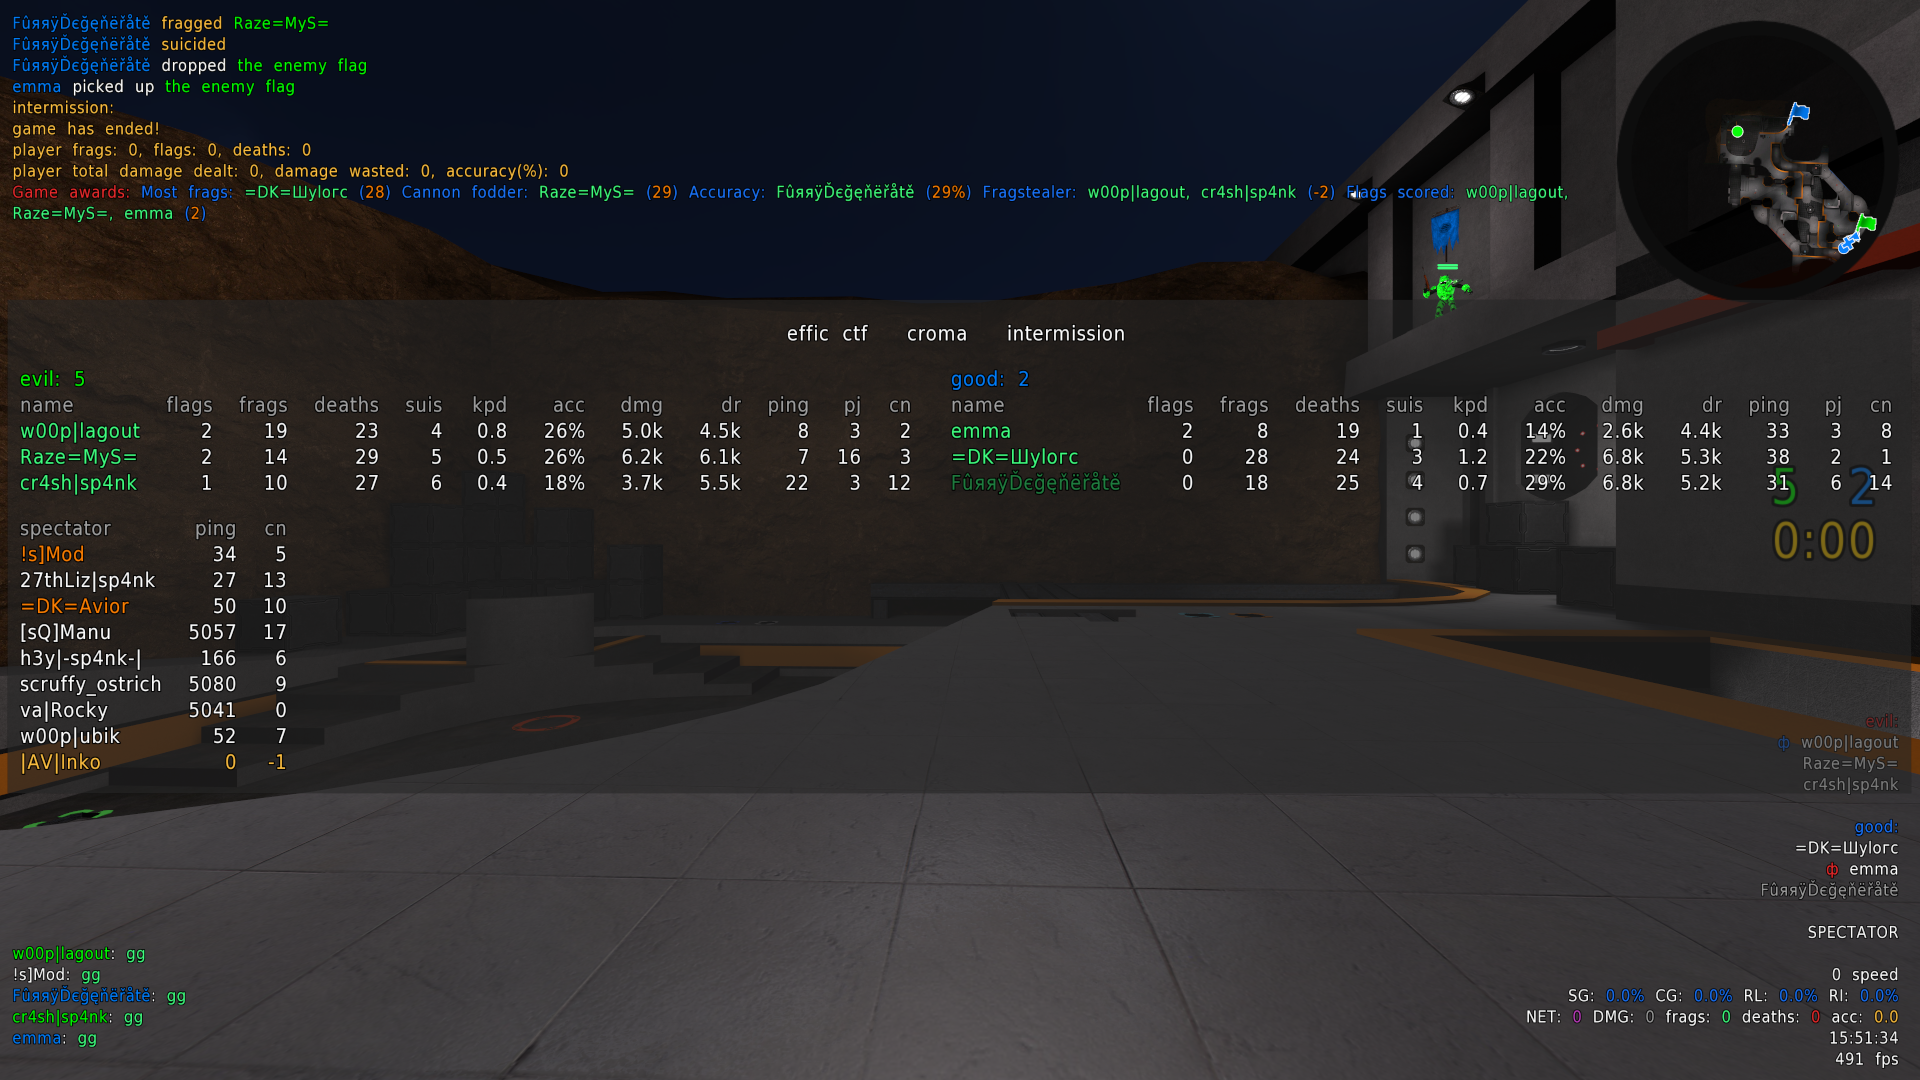 FûяяÿĎєğęňëřåtě fragged Raze=MyS=
FûяяÿĎєğęňëřåtě suicided
FûяяÿĎєğęňëřåtě dropped the enemy flag
emma picked up the enemy flag
intermission:
game has ended!
player frags: 0, flags: 0, deaths: 0
player total damage dealt: 0, damage wasted: 0, accuracy(%): 0
Game awards: Most frags: =DK=Шylorc (28) Cannon fodder: Raze=MyS= (29) Accuracy: FûяяÿĎєğęňëřåtě (29%) Fragstealer: w00p|lagout, cr4sh|sp4nk (-2) Flags scored: w00p|lagout,
Raze=MyS=, emma (2)
effic ctf croma intermission
evil: 5
name flags frags deaths suis kpd acc dmg dr ping pj cn
w00p|lagout 2 19 23 4 0.8 26% 5.0k 4.5k 8 3 2
Raze=MyS= 2 14 29 5 0.5 26% 6.2k 6.1k 7 16 3
cr4sh|sp4nk 1 10 27 6 0.4 18% 3.7k 5.5k 22 3 12
good: 2
name flags frags deaths suis kpd acc dmg dr ping pj cn
emma 2 8 19 1 0.4 14% 2.6k 4.4k 33 3 8
=DK=Шylorc 0 28 24 3 1.2 22% 6.8k 5.3k 38 2 1
FûяяÿĎєğęňëřåtě 0 18 25 4 0.7 29% 6.8k 5.2k 31 6 14
5 2
0:00
spectator ping cn
!s]Mod 34 5
27thLiz|sp4nk 27 13
=DK=Avior 50 10
[sQ]Manu 5057 17
h3y|-sp4nk-| 166 6
scruffy_ostrich 5080 9
va|Rocky 5041 0
w00p|ubik 52 7
|AV|Inko 0 -1
evil:
ф w00p|lagout
Raze=MyS=
cr4sh|sp4nk
good:
=DK=Шylorc
ф emma
FûяяÿĎєğęňëřåtě
SPECTATOR
0 speed
SG: 0.0% CG: 0.0% RL: 0.0% RI: 0.0%
NET: 0 DMG: 0 frags: 0 deaths: 0 acc: 0.0
15:51:34
491 fps
w00p|lagout: gg
!s]Mod: gg
FûяяÿĎєğęňëřåtě: gg
cr4sh|sp4nk: gg
emma: gg